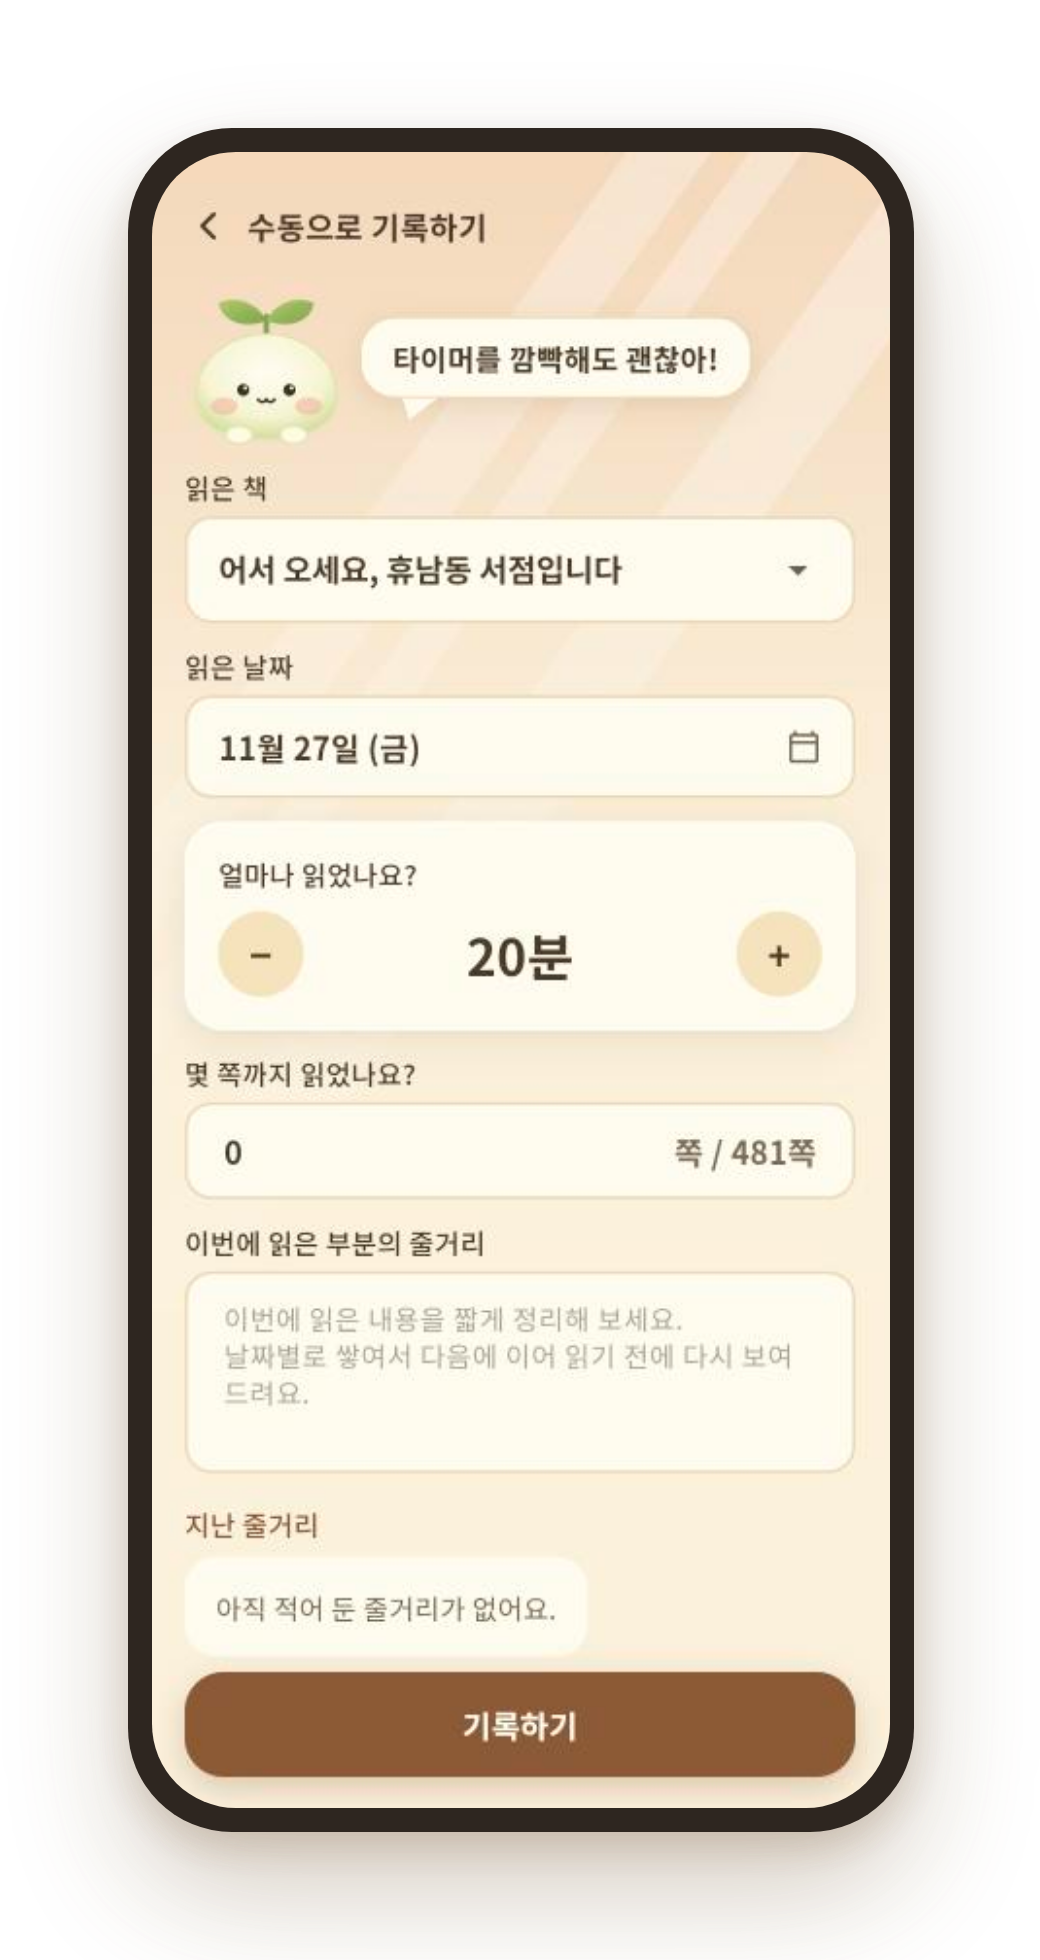 수동으로 기록하기
타이머를 깜빡해도 괜찮아!
읽은 책
어서 오세요, 휴남동 서점입니다
읽은 날짜
11월 27일 (금)
얼마나 읽었나요?
− 20분 +
몇 쪽까지 읽었나요?
0 쪽 / 481쪽
이번에 읽은 부분의 줄거리
이번에 읽은 내용을 짧게 정리해 보세요.
날짜별로 쌓여서 다음에 이어 읽기 전에 다시 보여
드려요.
지난 줄거리
아직 적어 둔 줄거리가 없어요.
기록하기